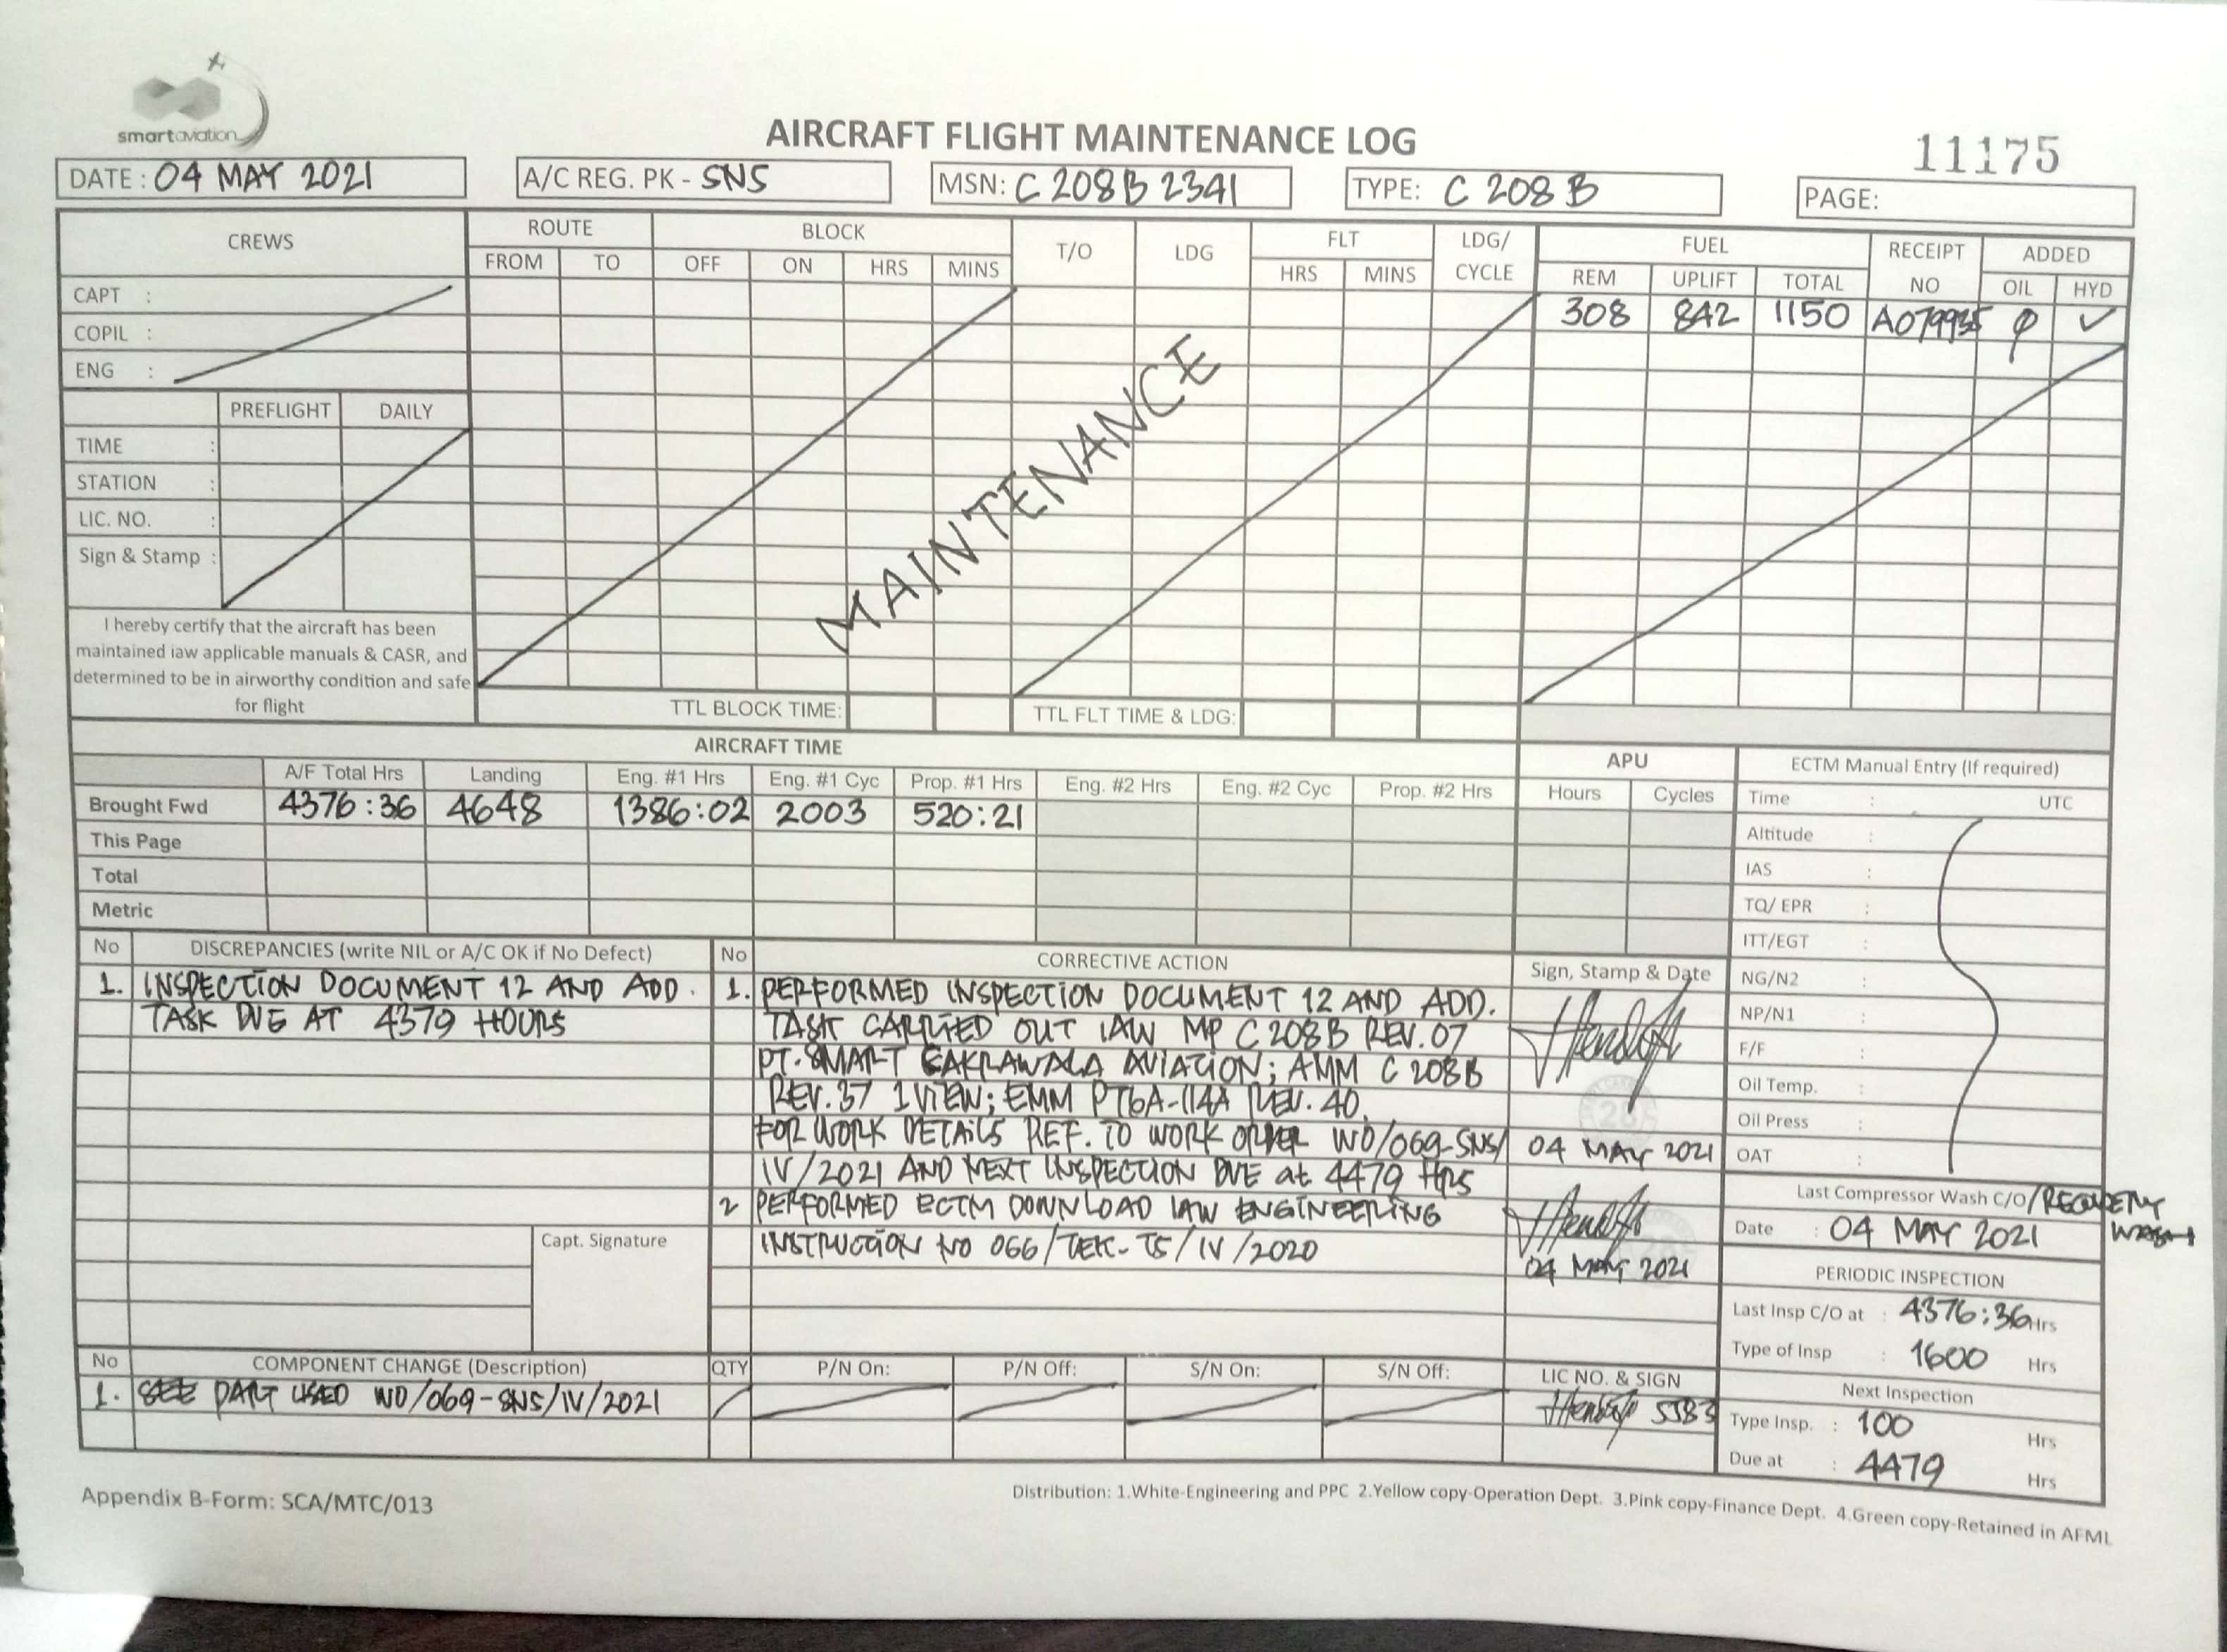 smart aviation
AIRCRAFT FLIGHT MAINTENANCE LOG
11175
DATE : 04 MAY 2021
A/C REG. PK - SNS
MSN: C 208B 2341
TYPE: C 208 B
PAGE:
CREWS
ROUTE
BLOCK
T/O
LDG
FLT
LDG/
CYCLE
FUEL
RECEIPT
NO
ADDED
FROM TO OFF ON HRS MINS
HRS MINS
REM UPLIFT TOTAL
OIL HYD
308 842 1150 A079935 φ ✓
CAPT :
COPIL :
ENG :
PREFLIGHT DAILY
TIME :
STATION :
LIC. NO. :
Sign & Stamp :
MAINTENANCE
I hereby certify that the aircraft has been
maintained iaw applicable manuals & CASR, and
determined to be in airworthy condition and safe
for flight
TTL BLOCK TIME:
TTL FLT TIME & LDG:
AIRCRAFT TIME
APU
ECTM Manual Entry (If required)
A/F Total Hrs Landing Eng. #1 Hrs Eng. #1 Cyc Prop. #1 Hrs Eng. #2 Hrs Eng. #2 Cyc Prop. #2 Hrs Hours Cycles
Brought Fwd 4376:36 4648 1386:02 2003 520:21
This Page
Total
Metric
Time : UTC
Altitude :
IAS :
TQ/ EPR :
ITT/EGT :
NG/N2 :
NP/N1 :
F/F :
Oil Temp. :
Oil Press :
OAT :
No DISCREPANCIES (write NIL or A/C OK if No Defect)
1. INSPECTION DOCUMENT 12 AND ADD.
TASK DUE AT 4379 HOURS
Capt. Signature
No CORRECTIVE ACTION
Sign, Stamp & Date
1. PERFORMED INSPECTION DOCUMENT 12 AND ADD.
TASK CARRIED OUT IAW MP C 208B REV. 07
PT. SMART CAKRAWALA AVIATION; AMM C 208B
REV. 37 1VIEW; EMM PT6A-114A REV. 40.
FOR WORK DETAILS REF. TO WORK ORDER WO/069-SNS/
IV/2021 AND NEXT INSPECTION DUE at 4479 HRS
04 MAY 2021
2 PERFORMED ECTM DOWNLOAD IAW ENGINEERING
INSTRUCTION NO 066/TEK-TS/IV/2020
04 MAY 2021
Last Compressor Wash C/O/RECOVERY
WASH
Date : 04 MAY 2021
PERIODIC INSPECTION
Last Insp C/O at : 4376:36 Hrs
Type of Insp : 1600 Hrs
Next Inspection
Type Insp. : 100 Hrs
Due at : 4479 Hrs
No COMPONENT CHANGE (Description) QTY P/N On: P/N Off: S/N On: S/N Off: LIC NO. & SIGN
1. SEE PART USED WO/069-SNS/IV/2021
Appendix B-Form: SCA/MTC/013
Distribution: 1.White-Engineering and PPC 2.Yellow copy-Operation Dept. 3.Pink copy-Finance Dept. 4.Green copy-Retained in AFML